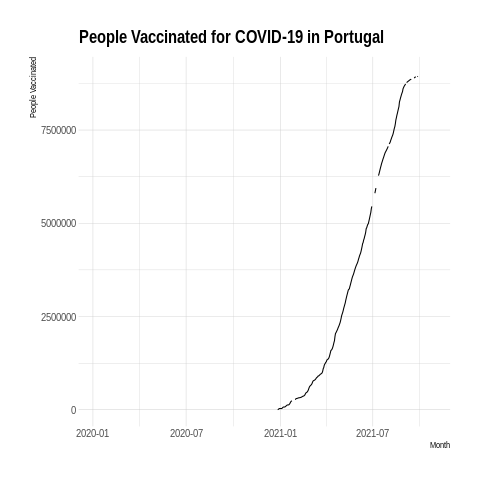 People Vaccinated for COVID-19 in Portugal
People Vaccinated
7500000
5000000
2500000
0
2020-01 2020-07 2021-01 2021-07
Month